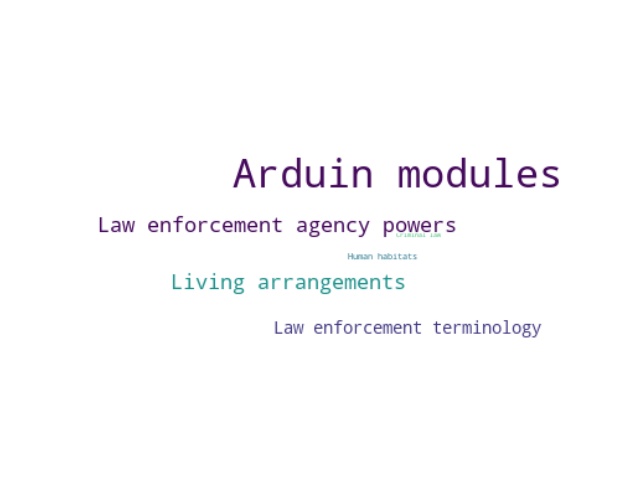 Arduin modules
Law enforcement agency powers
Criminal law
Human habitats
Living arrangements
Law enforcement terminology